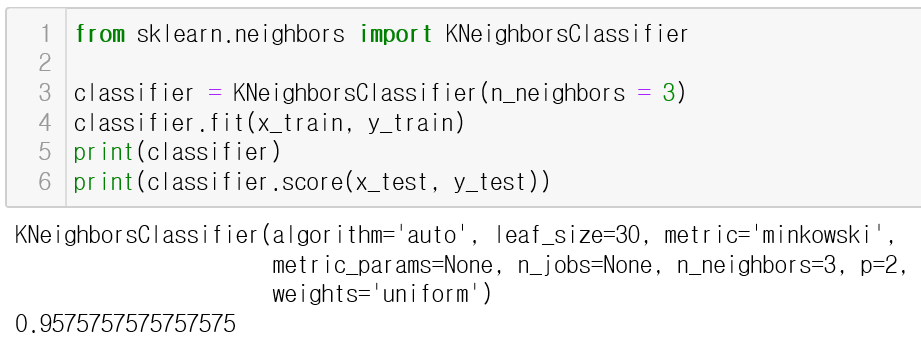 1 from sklearn.neighbors import KNeighborsClassifier
2
3 classifier = KNeighborsClassifier(n_neighbors = 3)
4 classifier.fit(x_train, y_train)
5 print(classifier)
6 print(classifier.score(x_test, y_test))
KNeighborsClassifier(algorithm='auto', leaf_size=30, metric='minkowski',
metric_params=None, n_jobs=None, n_neighbors=3, p=2,
weights='uniform')
0.9575757575757575